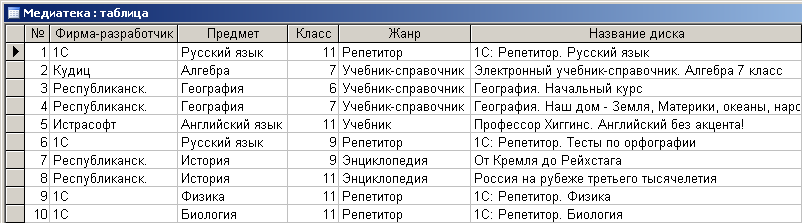 Медиатека : таблица
№ Фирма-разработчик Предмет Класс Жанр Название диска
1 1С Русский язык 11 Репетитор 1С: Репетитор. Русский язык
2 Кудиц Алгебра 7 Учебник-справочник Электронный учебник-справочник. Алгебра 7 класс
3 Республиканск. География 6 Учебник-справочник География. Начальный курс
4 Республиканск. География 7 Учебник-справочник География. Наш дом - Земля, Материки, океаны, наро
5 Истрасофт Английский язык 11 Учебник Профессор Хиггинс. Английский без акцента!
6 1С Русский язык 9 Репетитор 1С: Репетитор. Тесты по орфографии
7 Республиканск. История 9 Энциклопедия От Кремля до Рейхстага
8 Республиканск. История 11 Энциклопедия Россия на рубеже третьего тысячелетия
9 1С Физика 11 Репетитор 1С: Репетитор. Физика
10 1С Биология 11 Репетитор 1С: Репетитор. Биология